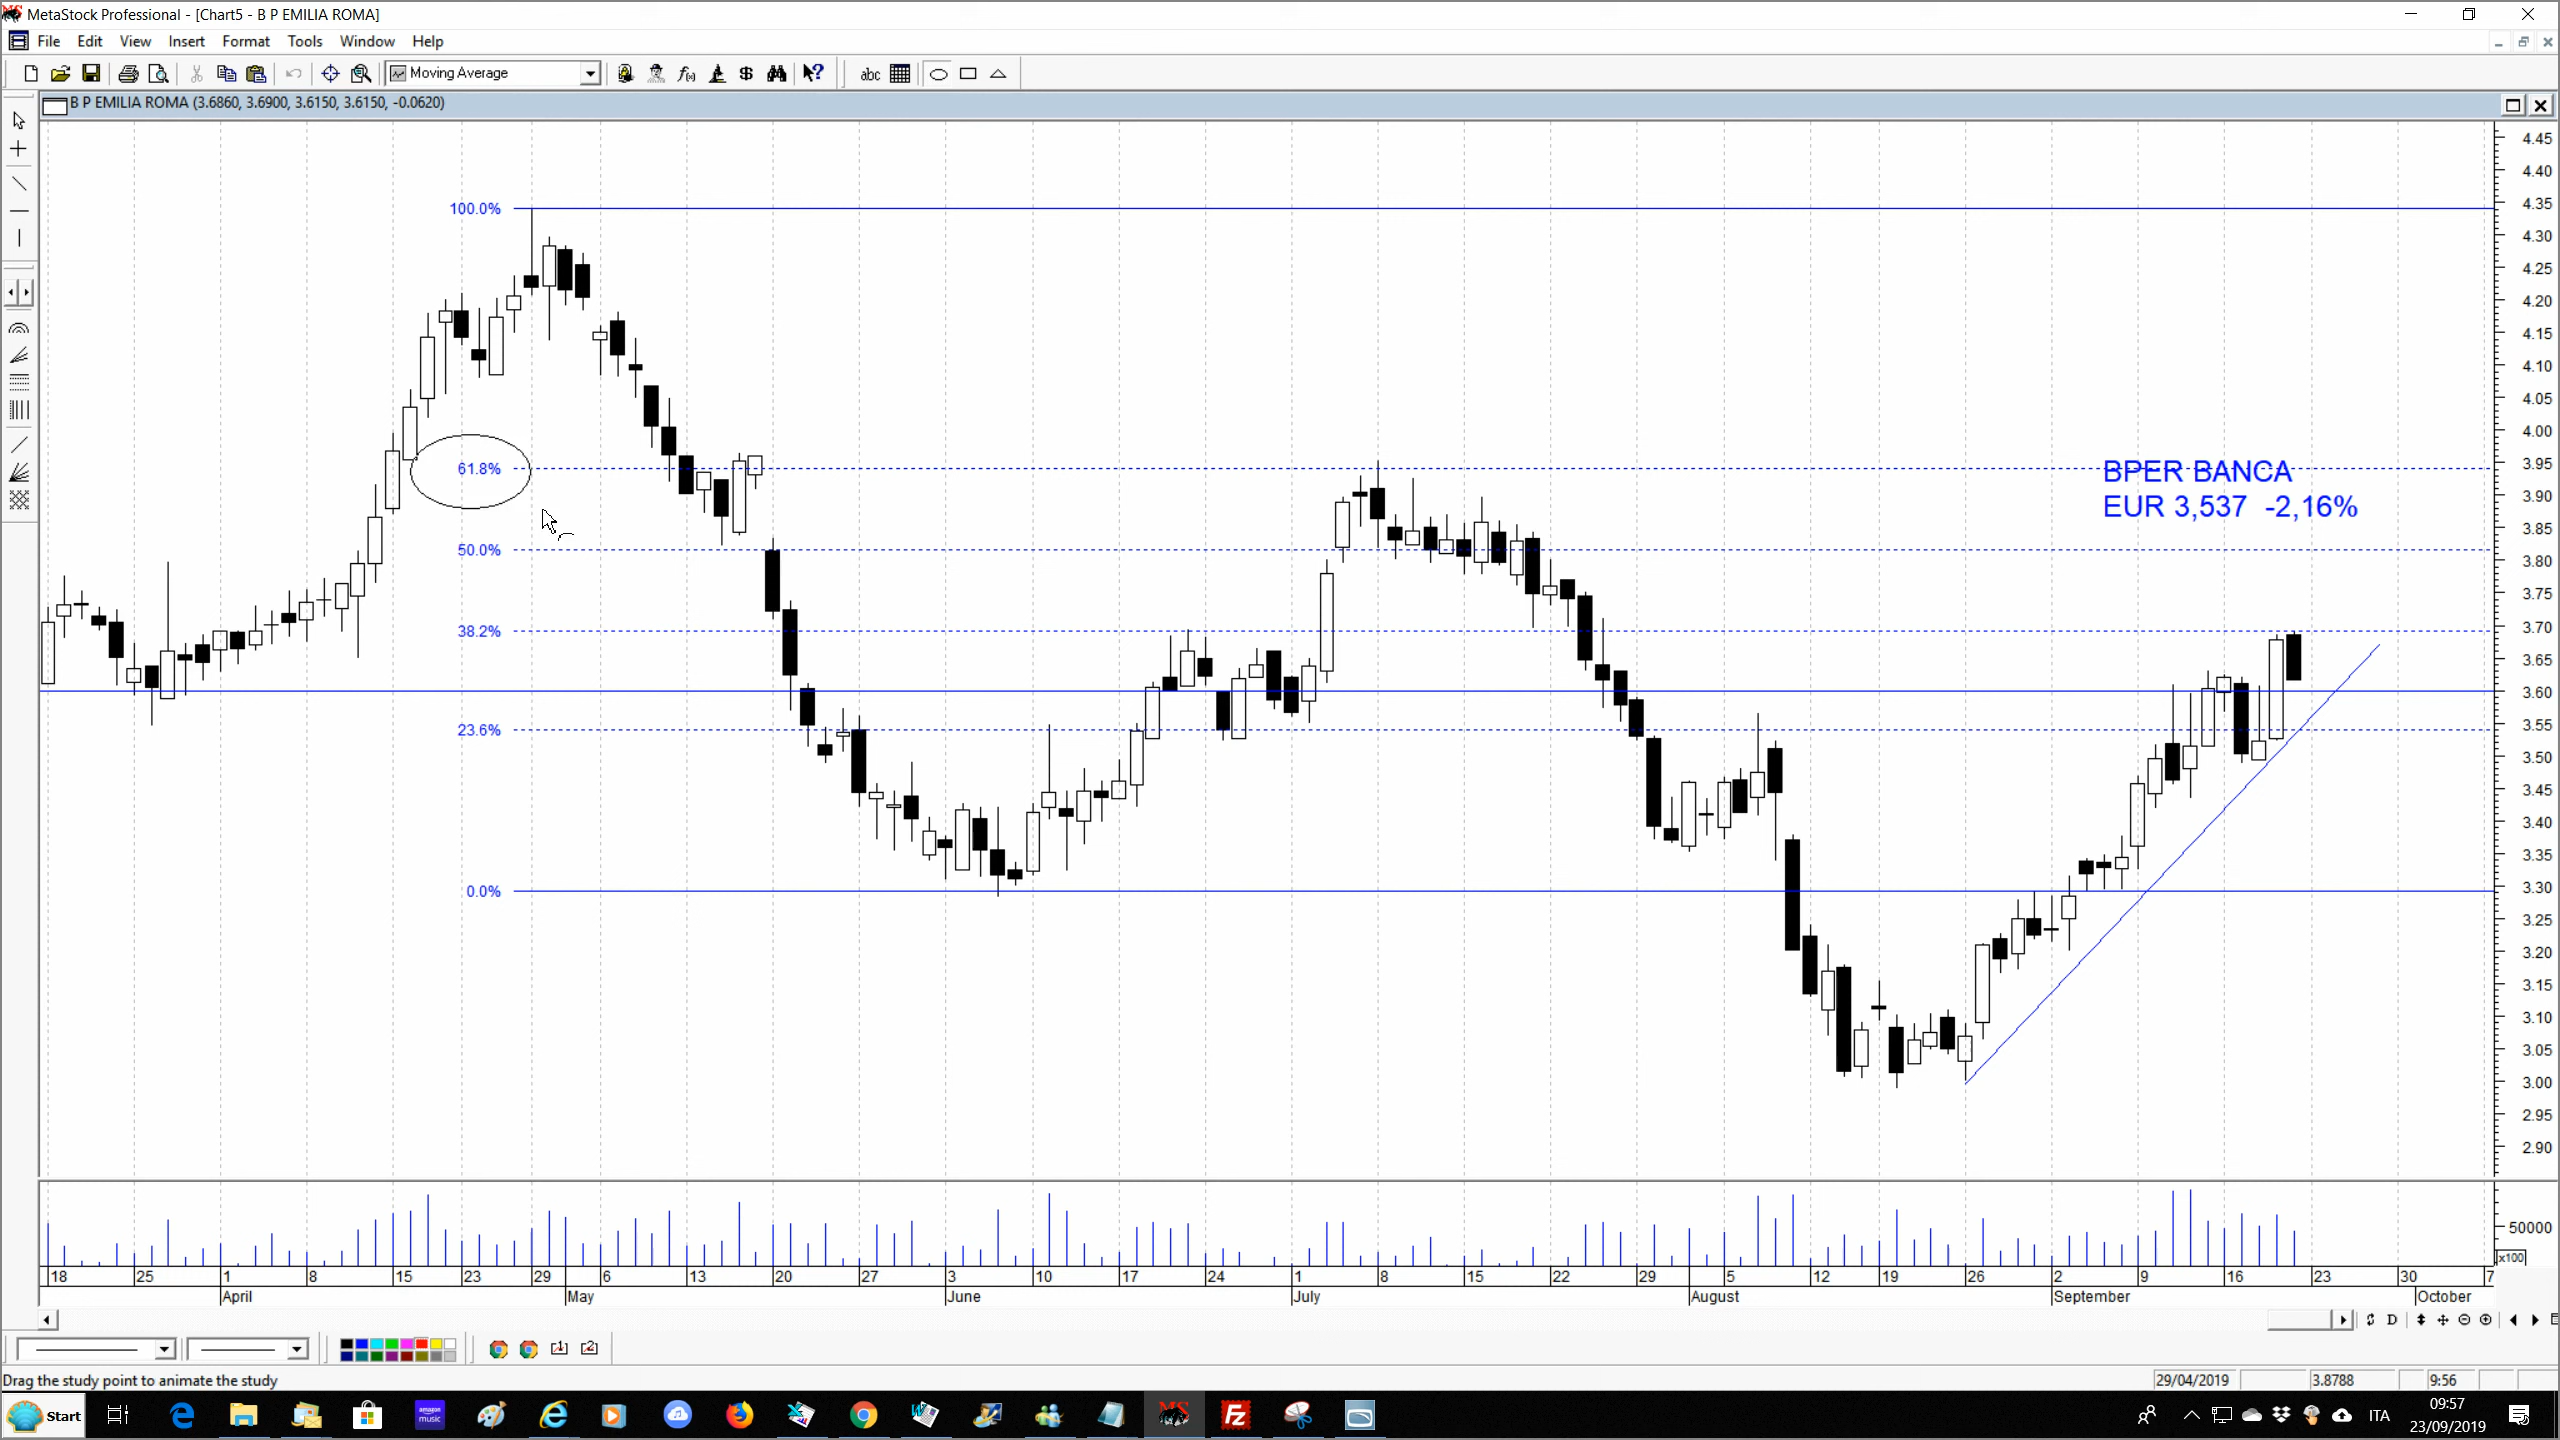 MetaStock Professional - [Chart5 - B P EMILIA ROMA]
File Edit View Insert Format Tools Window Help
Moving Average
abc
B P EMILIA ROMA (3.6860, 3.6900, 3.6150, 3.6150, -0.0620)
4.45
4.40
100.0% 4.35
4.30
4.25
4.20
4.15
4.10
4.05
4.00
61.8% BPER BANCA 3.95
EUR 3,537 -2,16% 3.90
3.85
50.0% 3.80
3.75
38.2% 3.70
3.65
3.60
23.6% 3.55
3.50
3.45
3.40
3.35
0.0% 3.30
3.25
3.20
3.15
3.10
3.05
3.00
2.95
2.90
50000
x100
18 25 1 8 15 23 29 6 13 20 27 3 10 17 24 1 8 15 22 29 5 12 19 26 2 9 16 23 30 7
April May June July August September October
D
Drag the study point to animate the study 29/04/2019 3.8788 9:56
Start amazon music MS FZ ITA 09:57
23/09/2019